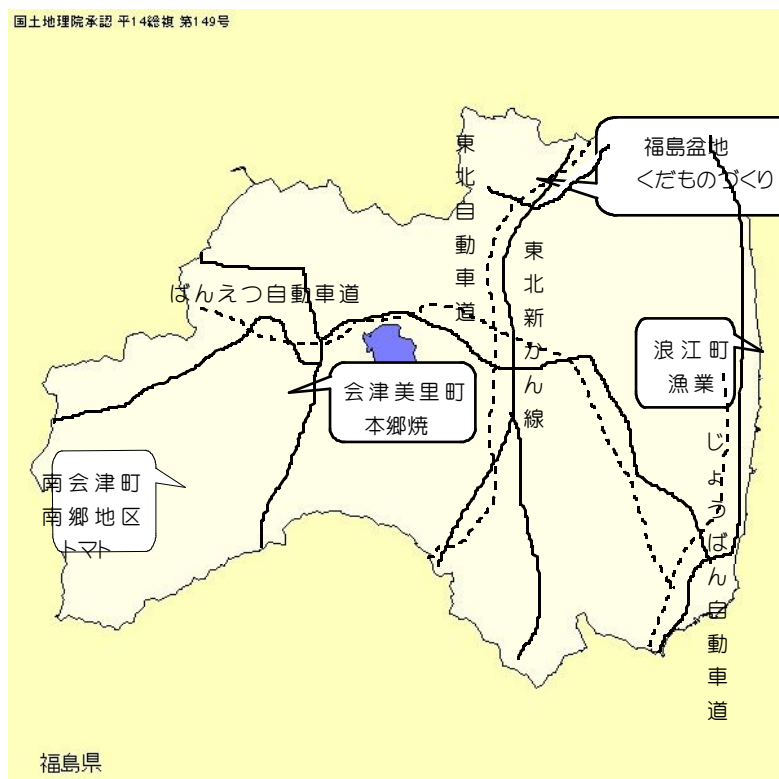 国土地理院承認 平14総複 第149号
福島盆地
くだものづくり
東北自動車道
東北新かん線
ばんえつ自動車道
浪江町
漁業
会津美里町
本郷焼
じょうばん自動車道
南会津町
南郷地区
トマト
福島県